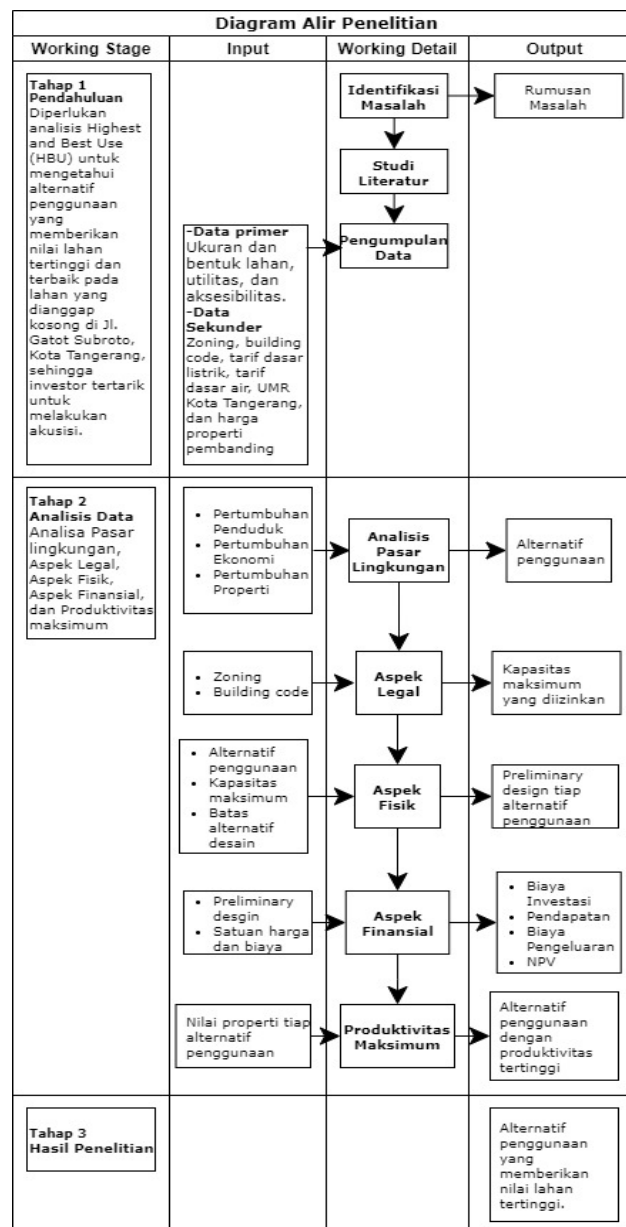 Diagram Alir Penelitian
Working Stage
Input
Working Detail
Output
Tahap 1
Pendahuluan
Diperlukan
analisis Highest
and Best Use
(HBU) untuk
mengetahui
alternatif
penggunaan
yang
memberikan
nilai lahan
tertinggi dan
terbaik pada
lahan yang
dianggap
kosong di Jl.
Gatot Subroto,
Kota Tangerang,
sehingga
investor tertarik
untuk
melakukan
akusisi.
-Data primer
Ukuran dan
bentuk lahan,
utilitas, dan
aksesibilitas.
-Data
Sekunder
Zoning, building
code, tarif dasar
listrik, tarif
dasar air, UMR
Kota Tangerang,
dan harga
properti
pembanding
Identifikasi
Masalah
Studi
Literatur
Pengumpulan
Data
Rumusan
Masalah
Tahap 2
Analisis Data
Analisa Pasar
lingkungan,
Aspek Legal,
Aspek Fisik,
Aspek Finansial,
dan Produktivitas
maksimum
• Pertumbuhan
Penduduk
• Pertumbuhan
Ekonomi
• Pertumbuhan
Properti
Analisis
Pasar
Lingkungan
Alternatif
penggunaan
• Zoning
• Building code
Aspek
Legal
Kapasitas
maksimum
yang diizinkan
• Alternatif
penggunaan
• Kapasitas
maksimum
• Batas
alternatif
desain
Aspek
Fisik
Preliminary
design tiap
alternatif
penggunaan
• Preliminary
desgin
• Satuan harga
dan biaya
Aspek
Finansial
• Biaya
Investasi
• Pendapatan
• Biaya
Pengeluaran
• NPV
Nilai properti tiap
alternatif
penggunaan
Produktivitas
Maksimum
Alternatif
penggunaan
dengan
produktivitas
tertinggi
Tahap 3
Hasil Penelitian
Alternatif
penggunaan
yang
memberikan
nilai lahan
tertinggi.